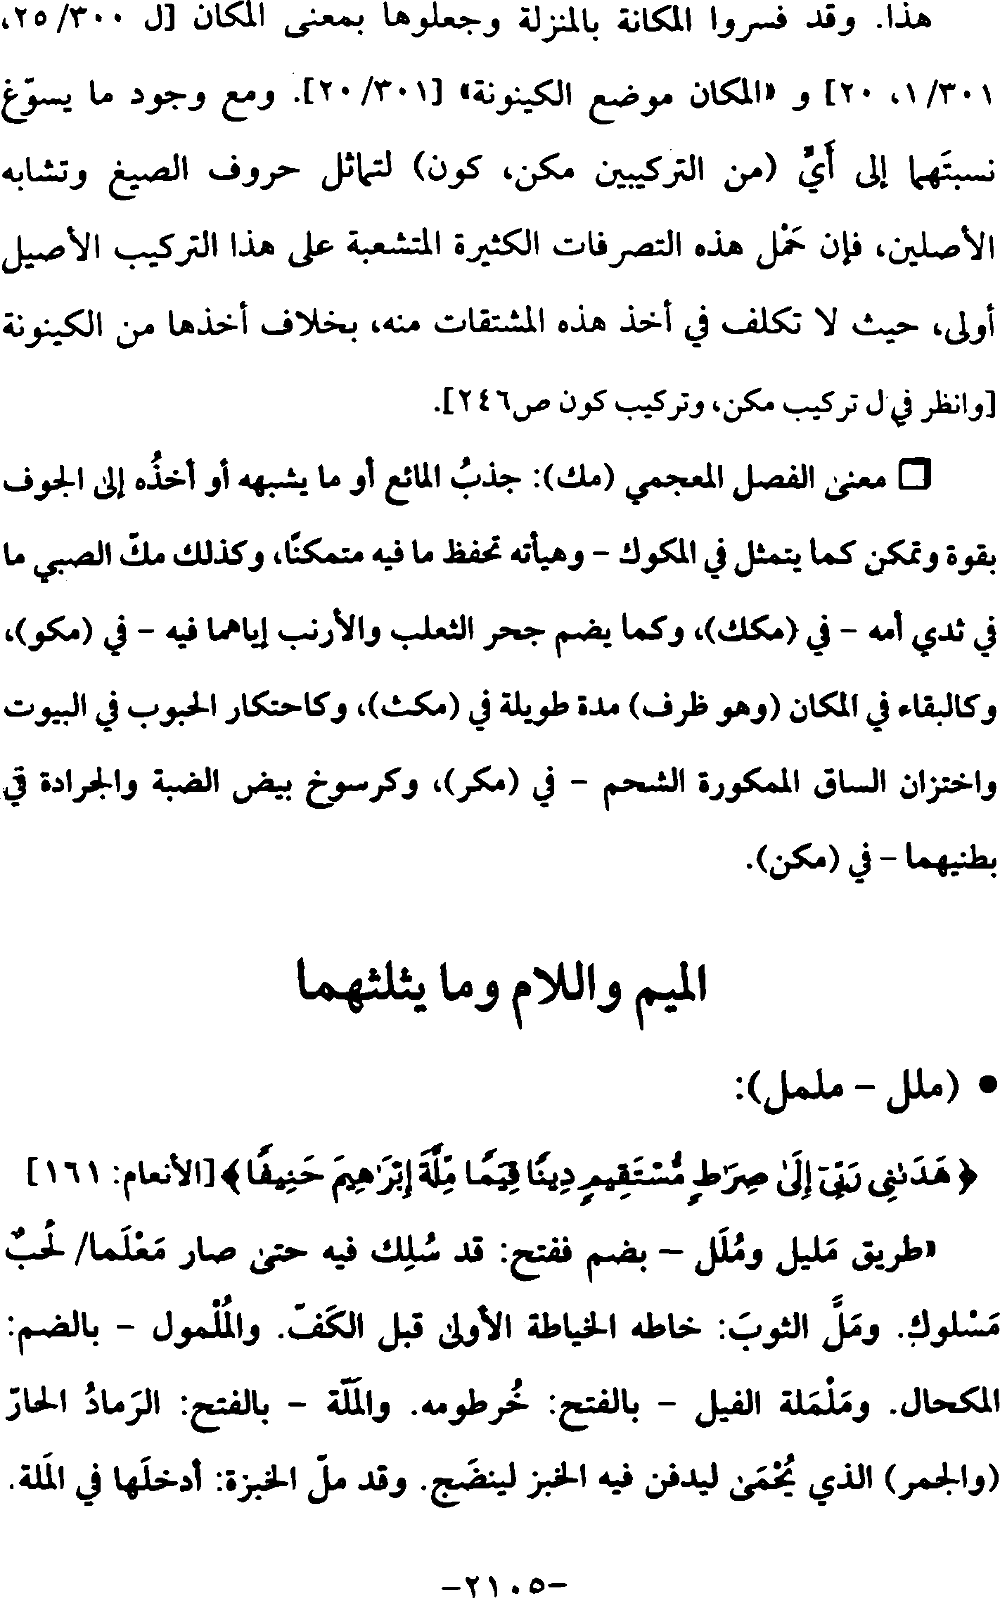 هذا. وقد فسروا المكانة بالمنزلة وجعلوها بمعنى المكان [ل ٣٠٠/ ٢٥،
٣٠١/ ١، ٢٠] و «المكان موضع الكينونة» [٣٠١/ ٢٠]. ومع وجود ما يسوّغ
نسبتَهما إلى أَيٍّ (من التركيبين مكن، كون) لتماثل حروف الصيغ وتشابه
الأصلين، فإن حَمْل هذه التصرفات الكثيرة المتشعبة على هذا التركيب الأصيل
أولى، حيث لا تكلف في أخذ هذه المشتقات منه، بخلاف أخذها من الكينونة
[وانظر في ل تركيب مكن، وتركيب كون ص٢٤٦].
❒ معنى الفصل المعجمي (مك): جذبُ المائع أو ما يشبهه أو أخذُه إلى الجوف
بقوة وتمكن كما يتمثل في المكوك – وهيأته تحفظ ما فيه متمكنًا، وكذلك مكّ الصبي ما
في ثدي أمه – في (مكك)، وكما يضم جحر الثعلب والأرنب إياهما فيه – في (مكو)،
وكالبقاء في المكان (وهو ظرف) مدة طويلة في (مكث)، وكاحتكار الحبوب في البيوت
واختزان الساق الممكورة الشحم – في (مكر)، وكرسوخ بيض الضبة والجرادة في
بطنيهما – في (مكن).
الميم واللام وما يثلثهما
• (ملل – ململ):
﴿هَدَىٰنِى رَبِّىٓ إِلَىٰ صِرَٰطٍ مُّسْتَقِيمٍ دِينًا قِيَمًا مِّلَّةَ إِبْرَٰهِيمَ حَنِيفًا﴾ [الأنعام: ١٦١]
«طريق مَليل ومُلَل – بضم ففتح: قد سُلِك فيه حتى صار مَعْلَما/ لَحُبٌ
مَسْلوك. ومَلَّ الثوبَ: خاطه الخياطة الأولى قبل الكَفّ. والمُلْمول – بالضم:
المكحال. ومَلْمَلة الفيل – بالفتح: خُرطومه. والمَلّة – بالفتح: الرَمادُ الحارّ
(والجمر) الذي يُحْمَى ليدفن فيه الخبز لينضَج. وقد ملّ الخبزة: أدخلَها في المَلة.
–٢١٠٥–